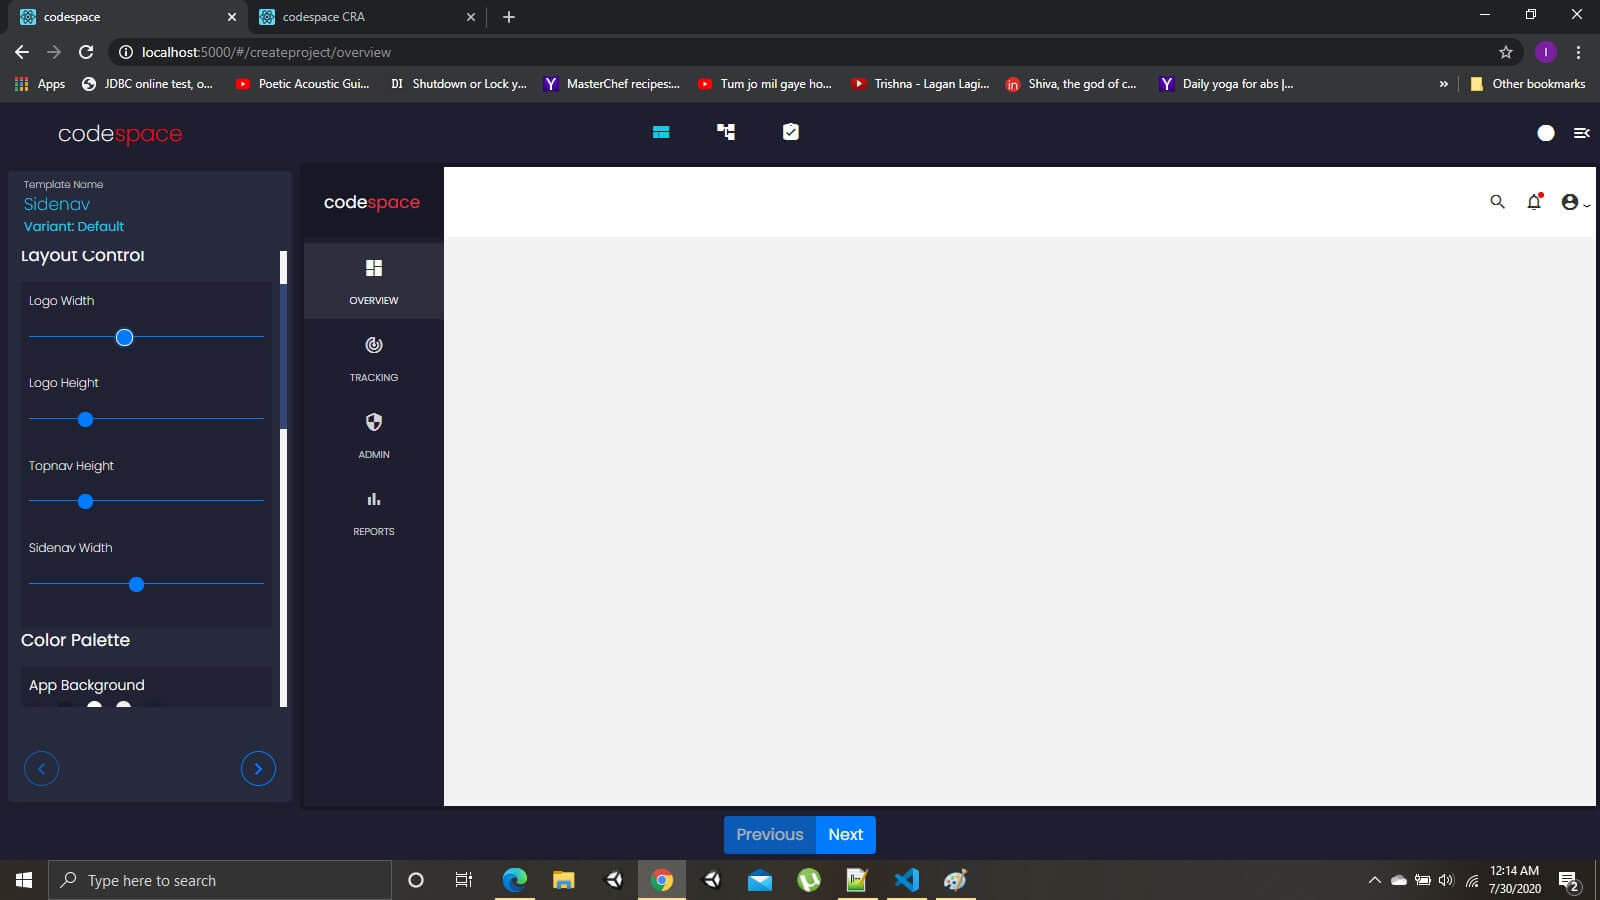 codespace
codespace CRA
localhost:5000/#/createproject/overview
I
Apps
JDBC online test, o...
Poetic Acoustic Gui...
DI Shutdown or Lock y...
Y MasterChef recipes:...
Tum jo mil gaye ho...
Trishna - Lagan Lagi...
in Shiva, the god of c...
Y Daily yoga for abs |...
»
Other bookmarks
codespace
Template Name
Sidenav
Variant: Default
Layout Control
Logo Width
Logo Height
Topnav Height
Sidenav Width
Color Palette
App Background
codespace
OVERVIEW
TRACKING
ADMIN
REPORTS
Previous
Next
Type here to search
12:14 AM
7/30/2020
2